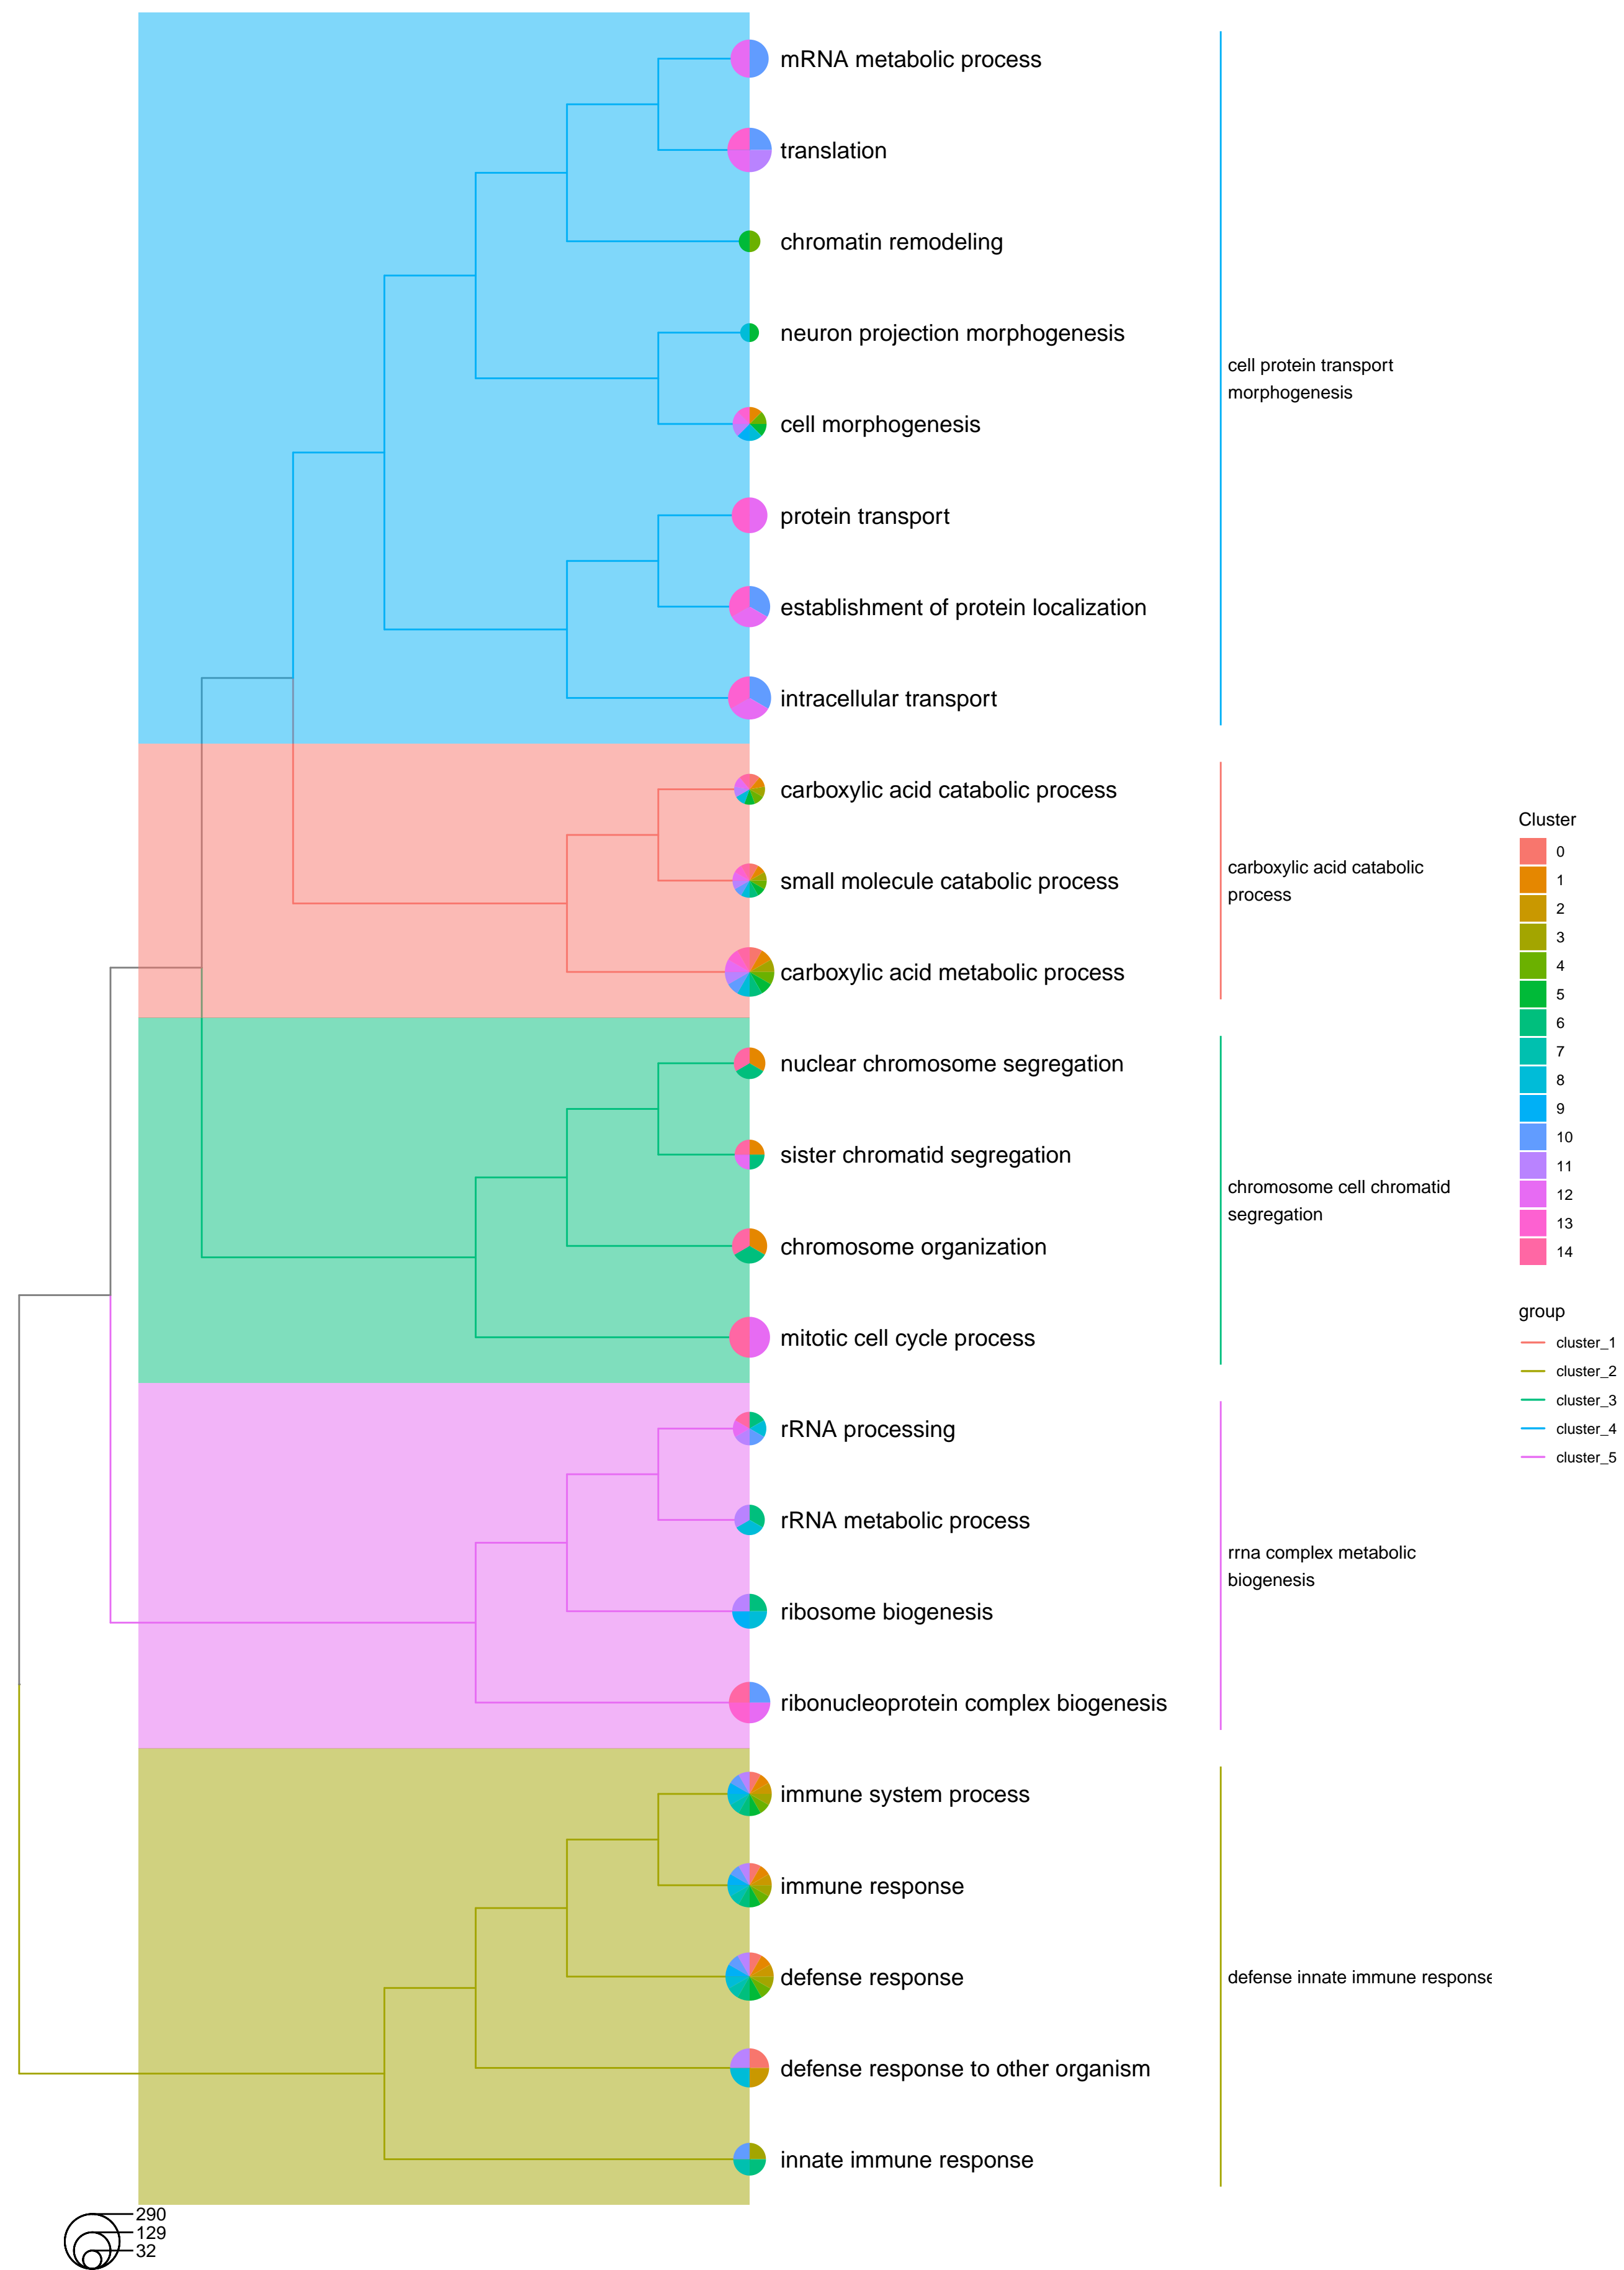 mRNA metabolic process
translation
chromatin remodeling
neuron projection morphogenesis
cell morphogenesis
protein transport
establishment of protein localization
intracellular transport
carboxylic acid catabolic process
small molecule catabolic process
carboxylic acid metabolic process
nuclear chromosome segregation
sister chromatid segregation
chromosome organization
mitotic cell cycle process
rRNA processing
rRNA metabolic process
ribosome biogenesis
ribonucleoprotein complex biogenesis
immune system process
immune response
defense response
defense response to other organism
innate immune response
cell protein transport
morphogenesis
carboxylic acid catabolic
process
chromosome cell chromatid
segregation
rrna complex metabolic
biogenesis
defense innate immune response
Cluster
0
1
2
3
4
5
6
7
8
9
10
11
12
13
14
group
cluster_1
cluster_2
cluster_3
cluster_4
cluster_5
290
129
32